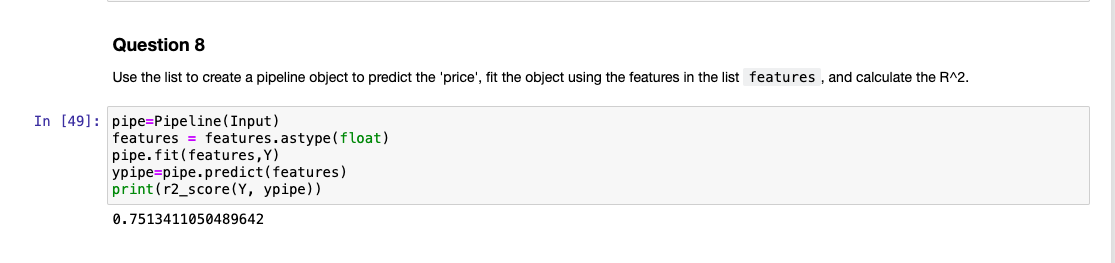 Question 8
Use the list to create a pipeline object to predict the 'price', fit the object using the features in the list features , and calculate the R^2.
In [49]: pipe=Pipeline(Input)
features = features.astype(float)
pipe.fit(features,Y)
ypipe=pipe.predict(features)
print(r2_score(Y, ypipe))
0.7513411050489642